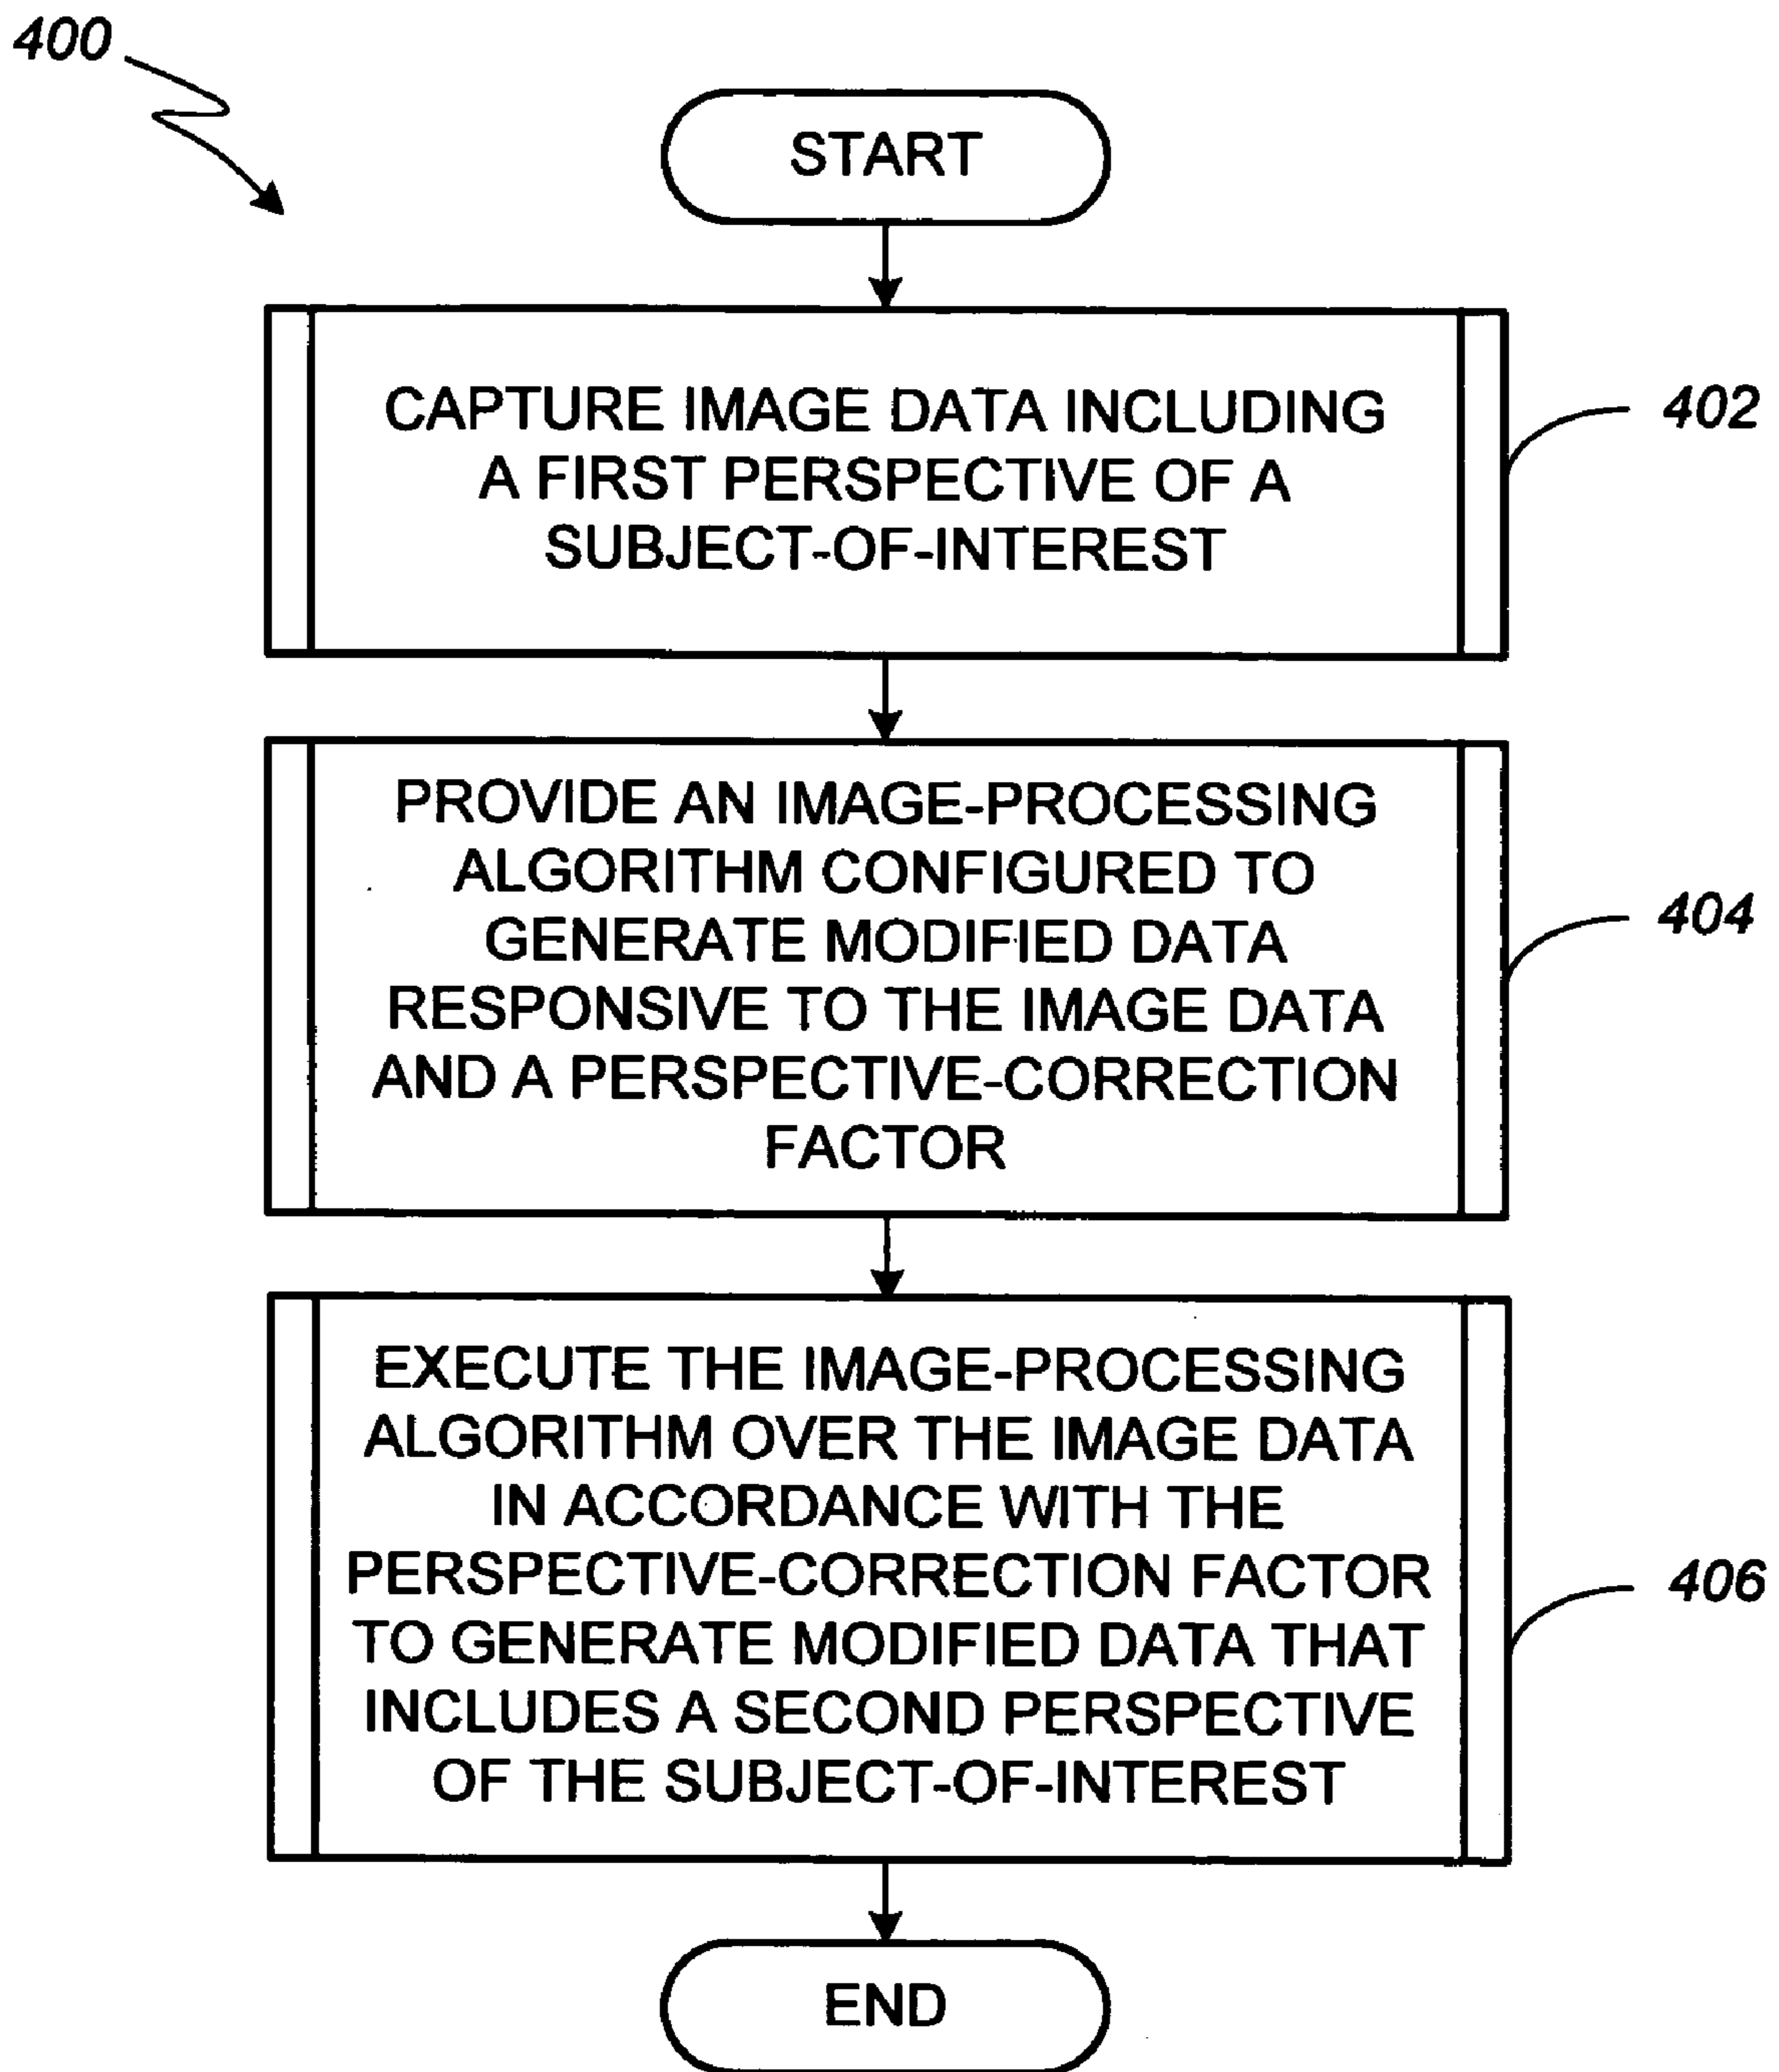 400
START
CAPTURE IMAGE DATA INCLUDING
A FIRST PERSPECTIVE OF A
SUBJECT-OF-INTEREST
402
PROVIDE AN IMAGE-PROCESSING
ALGORITHM CONFIGURED TO
GENERATE MODIFIED DATA
RESPONSIVE TO THE IMAGE DATA
AND A PERSPECTIVE-CORRECTION
FACTOR
404
EXECUTE THE IMAGE-PROCESSING
ALGORITHM OVER THE IMAGE DATA
IN ACCORDANCE WITH THE
PERSPECTIVE-CORRECTION FACTOR
TO GENERATE MODIFIED DATA THAT
INCLUDES A SECOND PERSPECTIVE
OF THE SUBJECT-OF-INTEREST
406
END